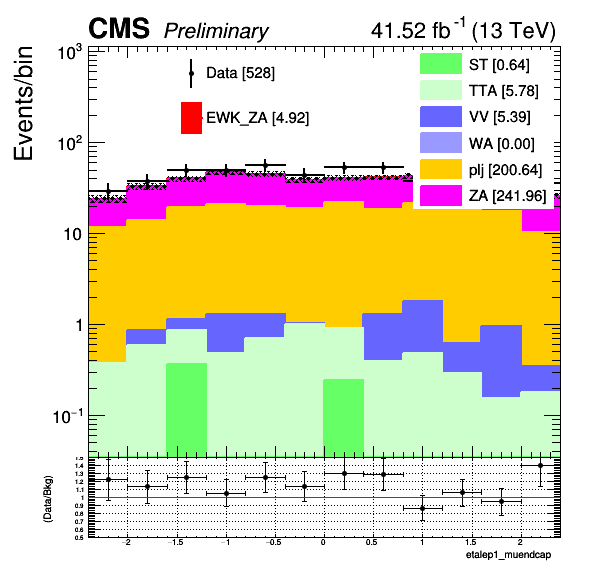 CMS Preliminary 41.52 fb⁻¹ (13 TeV)
Events/bin
10³
10²
10
1
10⁻¹
Data [528]
EWK_ZA [4.92]
ST [0.64]
TTA [5.78]
VV [5.39]
WA [0.00]
plj [200.64]
ZA [241.96]
(Data/Bkg)
1.5
1.4
1.3
1.2
1.1
1
0.9
0.8
0.7
0.6
0.5
−2 −1.5 −1 −0.5 0 0.5 1 1.5 2
etalep1_muendcap